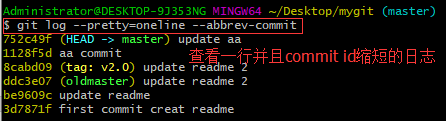 Administrator@DESKTOP-9J3S3NG MINGW64 ~/Desktop/mygit (master)
$ git log --pretty=oneline --abbrev-commit
752c49f (HEAD -> master) update aa
1128f5d aa commit
查看一行并且commit id缩短的日志
8cabd09 (tag: v2.0) update readme 2
ddc3e07 (oldmaster) update readme 2
be9609c update readme
3d7871f first commit creat readme